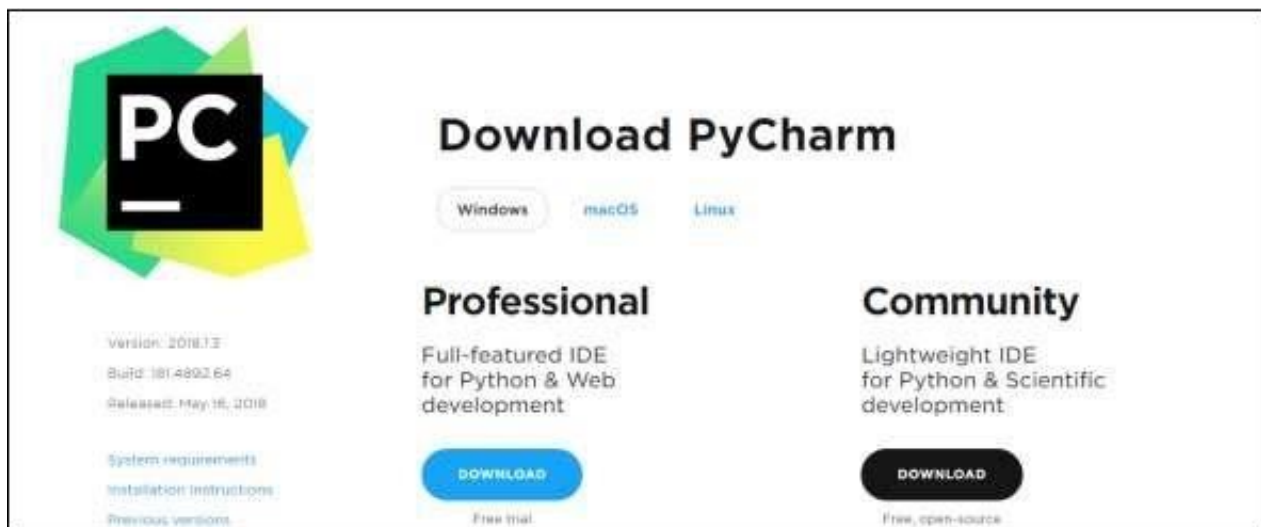 PC
Download PyCharm
Windows macOS Linux
Professional
Full-featured IDE
for Python & Web
development
DOWNLOAD
Free trial
Community
Lightweight IDE
for Python & Scientific
development
DOWNLOAD
Free, open-source
Version: 2018.1.3
Build: 181.4892.64
Released: May 16, 2018
System requirements
Installation Instructions
Previous versions